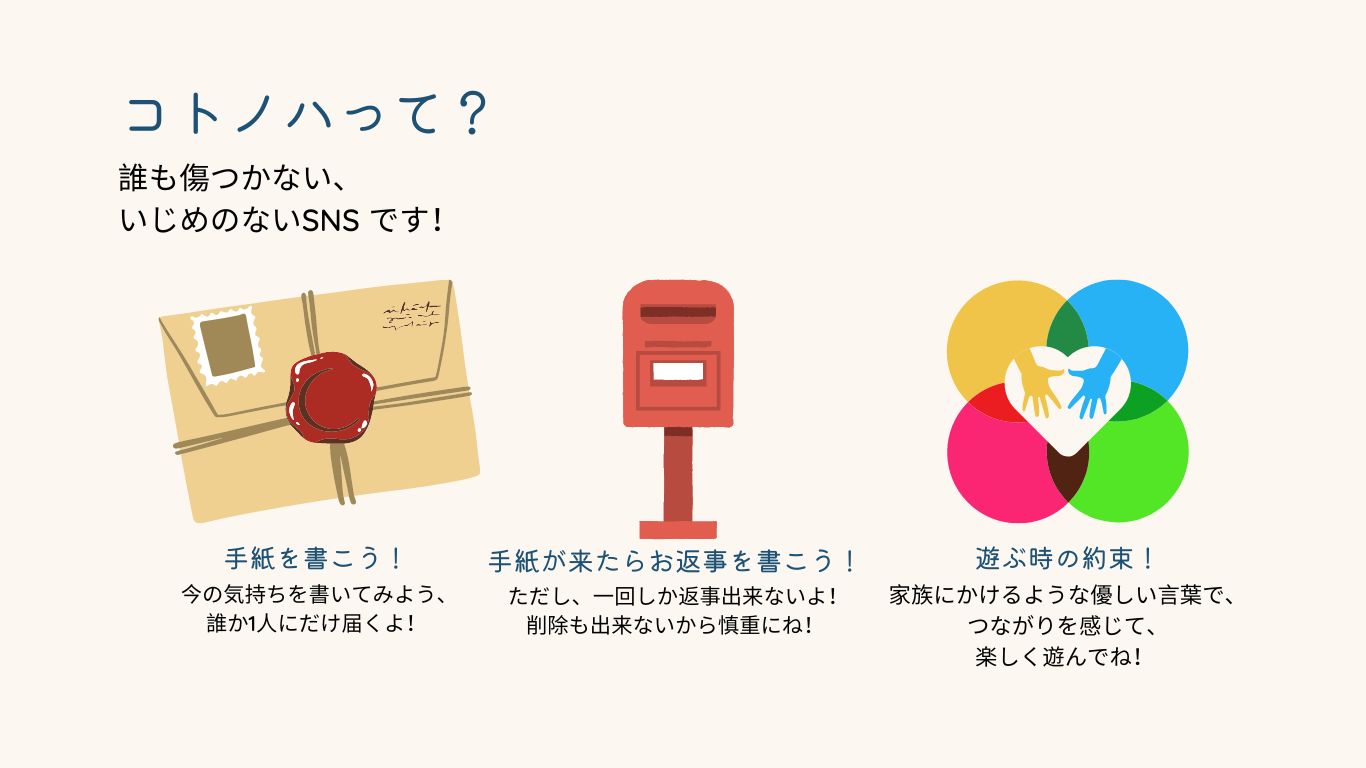 コトノハって？
誰も傷つかない、
いじめのないSNS です！
手紙を書こう！
今の気持ちを書いてみよう、
誰か1人にだけ届くよ！
手紙が来たらお返事を書こう！
ただし、一回しか返事出来ないよ！
削除も出来ないから慎重にね！
遊ぶ時の約束！
家族にかけるような優しい言葉で、
つながりを感じて、
楽しく遊んでね！